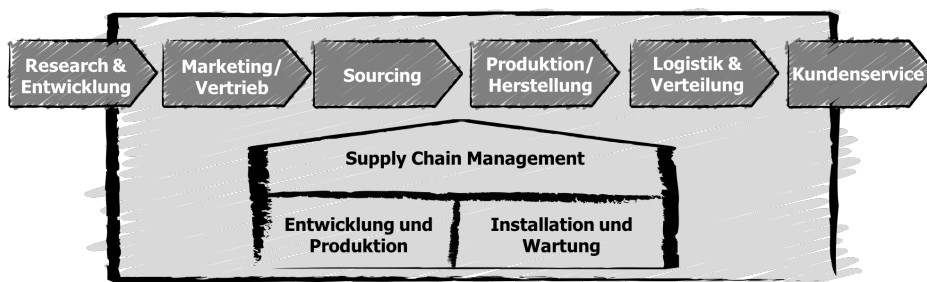 Research &
Entwicklung
Marketing/
Vertrieb
Sourcing
Produktion/
Herstellung
Logistik &
Verteilung
Kundenservice
Supply Chain Management
Entwicklung und
Produktion
Installation und
Wartung